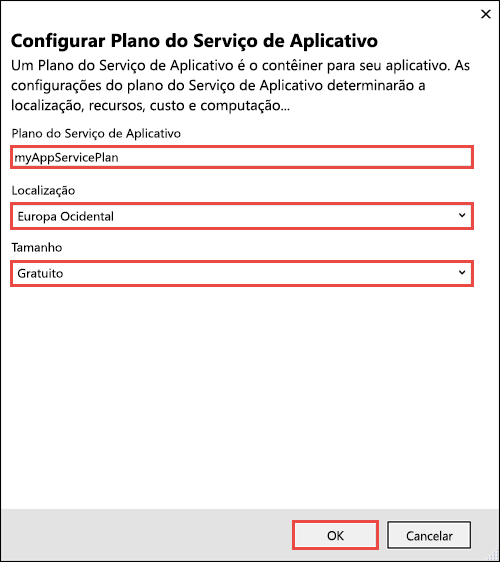 Configurar Plano do Serviço de Aplicativo
Um Plano do Serviço de Aplicativo é o contêiner para seu aplicativo. As
configurações do plano do Serviço de Aplicativo determinarão a
localização, recursos, custo e computação...
Plano do Serviço de Aplicativo
myAppServicePlan
Localização
Europa Ocidental
Tamanho
Gratuito
OK
Cancelar